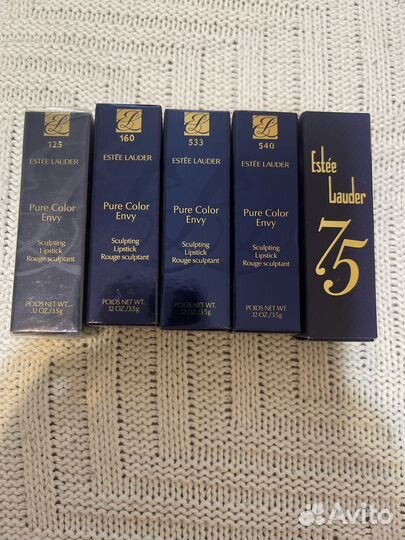 125
ESTĒE LAUDER
Pure Color
Envy
Sculpting
Lipstick
Rouge sculptant
POIDS NET WT.
.12 OZ./3.5g
160
ESTĒE LAUDER
Pure Color
Envy
Sculpting
Lipstick
Rouge sculptant
POIDS NET WT.
.12 OZ./3.5g
533
ESTĒE LAUDER
Pure Color
Envy
Sculpting
Lipstick
Rouge sculptant
POIDS NET WT.
.12 OZ./3.5g
540
ESTĒE LAUDER
Pure Color
Envy
Sculpting
Lipstick
Rouge sculptant
POIDS NET WT.
.12 OZ./3.5g
Estée
Lauder
75
Avito